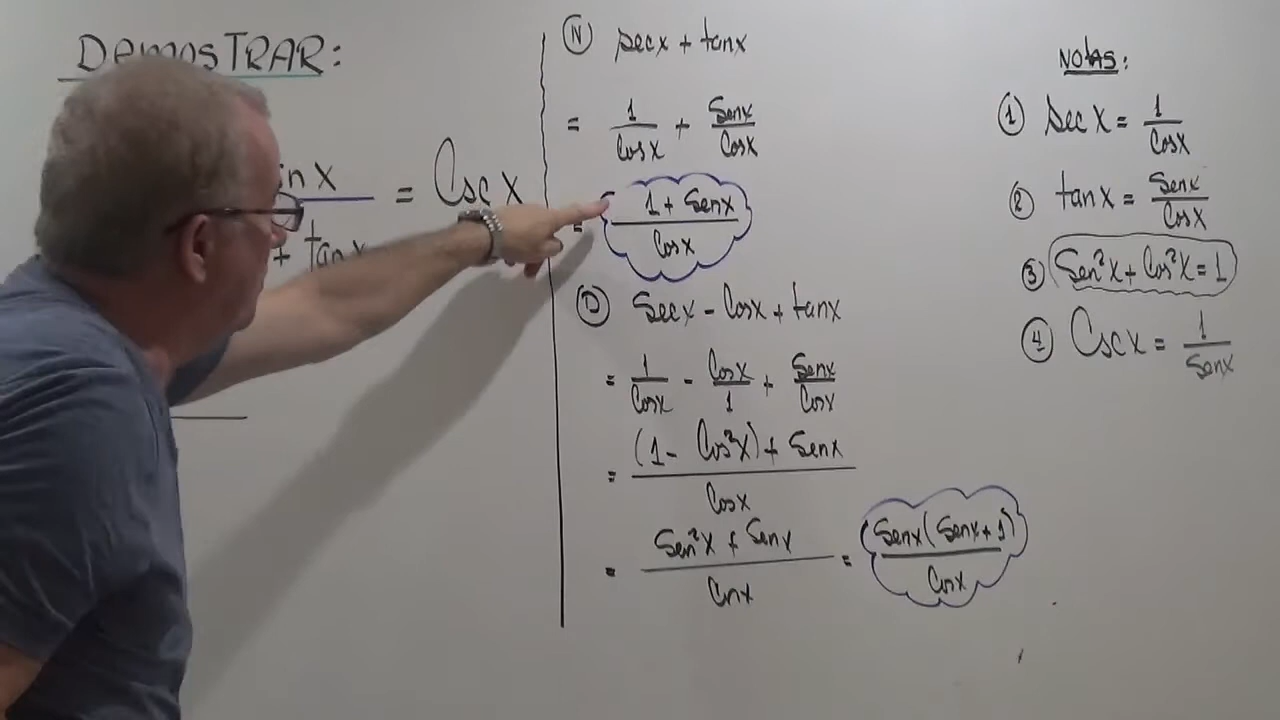 DemosTRAR:
an x
= Csc x
+ tan x
(N) sec x + tan x
= 1/Cos x + Sen x/Cos x
= 1 + Sen x/Cos x
(D) Sec x - Cos x + tan x
= 1/Cos x - Cos x/1 + Sen x/Cos x
= (1 - Cos²x) + Sen x/Cos x
= Sen²x + Sen x/Cos x = Sen x (Sen x + 1)/Cos x
NOTAS:
(1) Sec x = 1/Cos x
(2) tan x = Sen x/Cos x
(3) Sen²x + Cos²x = 1
(4) Csc x = 1/Sen x